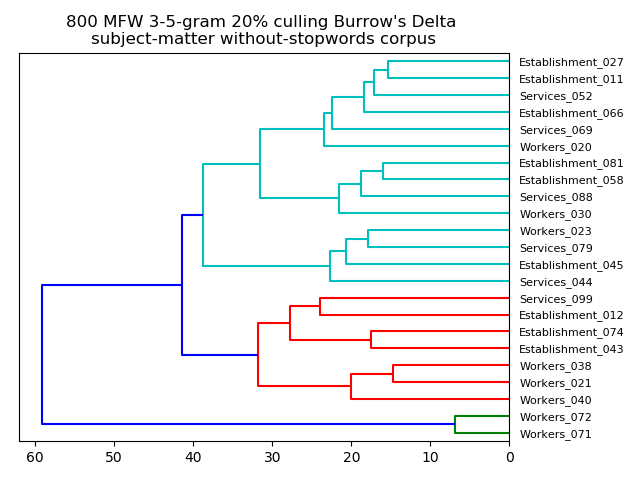 800 MFW 3-5-gram 20% culling Burrow's Delta
subject-matter without-stopwords corpus
Establishment_027
Establishment_011
Services_052
Establishment_066
Services_069
Workers_020
Establishment_081
Establishment_058
Services_088
Workers_030
Workers_023
Services_079
Establishment_045
Services_044
Services_099
Establishment_012
Establishment_074
Establishment_043
Workers_038
Workers_021
Workers_040
Workers_072
Workers_071
60 50 40 30 20 10 0